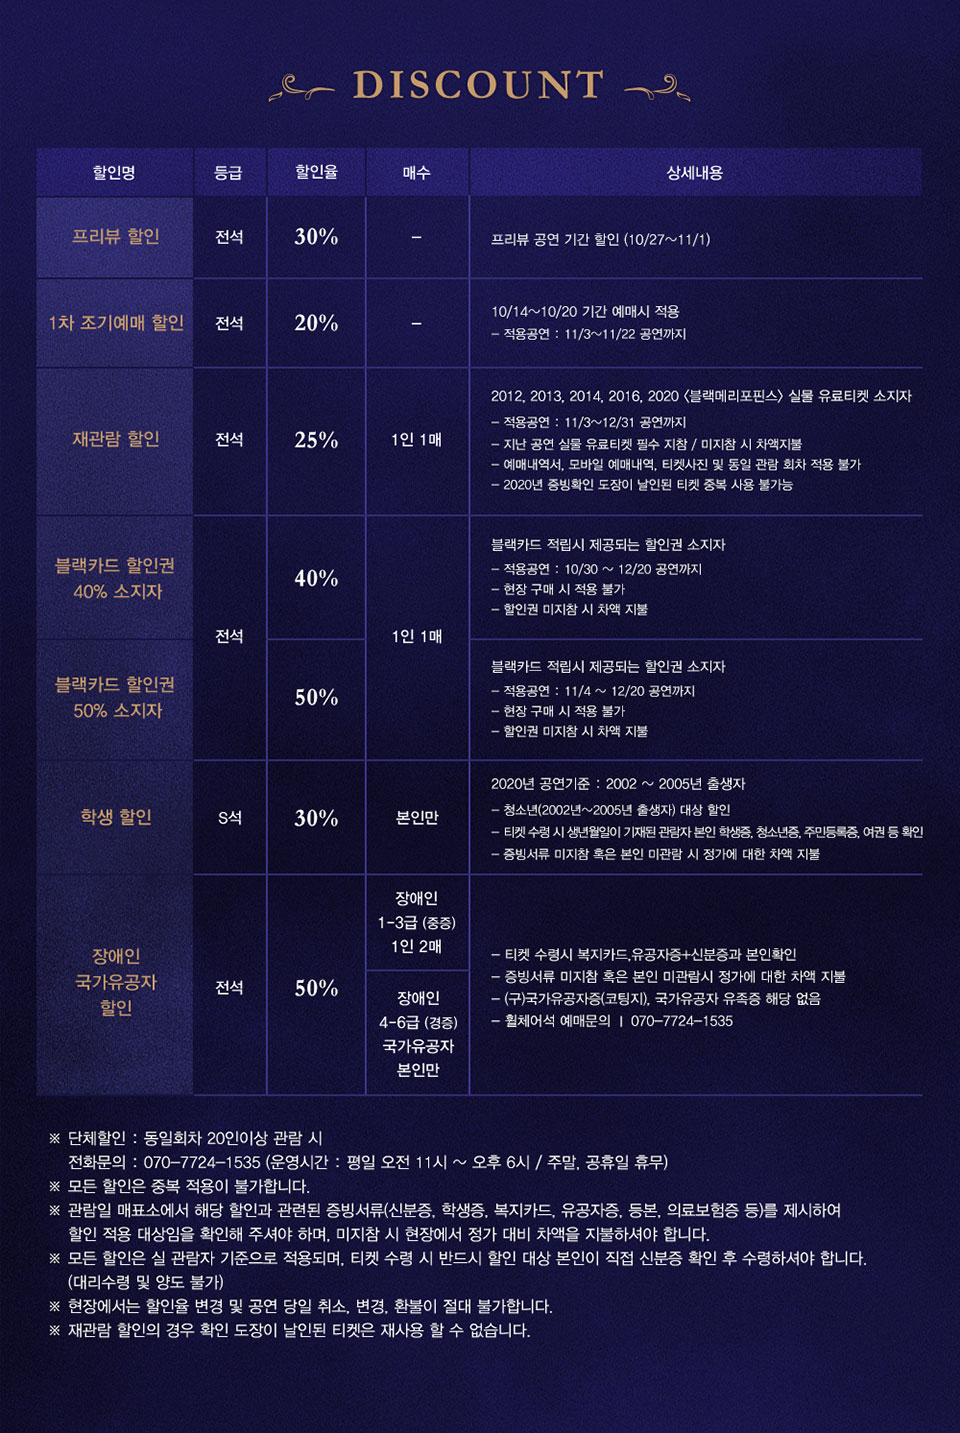 DISCOUNT
할인명 등급 할인율 매수 상세내용
프리뷰 할인 전석 30% – 프리뷰 공연 기간 할인 (10/27~11/1)
1차 조기예매 할인 전석 20% –
10/14~10/20 기간 예매시 적용
– 적용공연 : 11/3~11/22 공연까지
재관람 할인 전석 25% 1인 1매
2012, 2013, 2014, 2016, 2020 <블랙메리포핀스> 실물 유료티켓 소지자
– 적용공연 : 11/3~12/31 공연까지
– 지난 공연 실물 유료티켓 필수 지참 / 미지참 시 차액지불
– 예매내역서, 모바일 예매내역, 티켓사진 및 동일 관람 회차 적용 불가
– 2020년 증빙확인 도장이 날인된 티켓 중복 사용 불가능
블랙카드 할인권
40% 소지자
전석
40%
1인 1매
블랙카드 적립시 제공되는 할인권 소지자
– 적용공연 : 10/30 ~ 12/20 공연까지
– 현장 구매 시 적용 불가
– 할인권 미지참 시 차액 지불
블랙카드 할인권
50% 소지자
50%
블랙카드 적립시 제공되는 할인권 소지자
– 적용공연 : 11/4 ~ 12/20 공연까지
– 현장 구매 시 적용 불가
– 할인권 미지참 시 차액 지불
학생 할인 S석 30% 본인만
2020년 공연기준 : 2002 ~ 2005년 출생자
– 청소년(2002년~2005년 출생자) 대상 할인
– 티켓 수령 시 생년월일이 기재된 관람자 본인 학생증, 청소년증, 주민등록증, 여권 등 확인
– 증빙서류 미지참 혹은 본인 미관람 시 정가에 대한 차액 지불
장애인
국가유공자
할인
전석
50%
장애인
1-3급 (중증)
1인 2매
장애인
4-6급 (경증)
국가유공자
본인만
– 티켓 수령시 복지카드,유공자증+신분증과 본인확인
– 증빙서류 미지참 혹은 본인 미관람시 정가에 대한 차액 지불
– (구)국가유공자증(코팅지), 국가유공자 유족증 해당 없음
– 휠체어석 예매문의 ㅣ 070–7724–1535
※ 단체할인 : 동일회차 20인이상 관람 시
전화문의 : 070–7724–1535 (운영시간 : 평일 오전 11시 ~ 오후 6시 / 주말, 공휴일 휴무)
※ 모든 할인은 중복 적용이 불가합니다.
※ 관람일 매표소에서 해당 할인과 관련된 증빙서류(신분증, 학생증, 복지카드, 유공자증, 등본, 의료보험증 등)를 제시하여
할인 적용 대상임을 확인해 주셔야 하며, 미지참 시 현장에서 정가 대비 차액을 지불하셔야 합니다.
※ 모든 할인은 실 관람자 기준으로 적용되며, 티켓 수령 시 반드시 할인 대상 본인이 직접 신분증 확인 후 수령하셔야 합니다.
(대리수령 및 양도 불가)
※ 현장에서는 할인율 변경 및 공연 당일 취소, 변경, 환불이 절대 불가합니다.
※ 재관람 할인의 경우 확인 도장이 날인된 티켓은 재사용 할 수 없습니다.